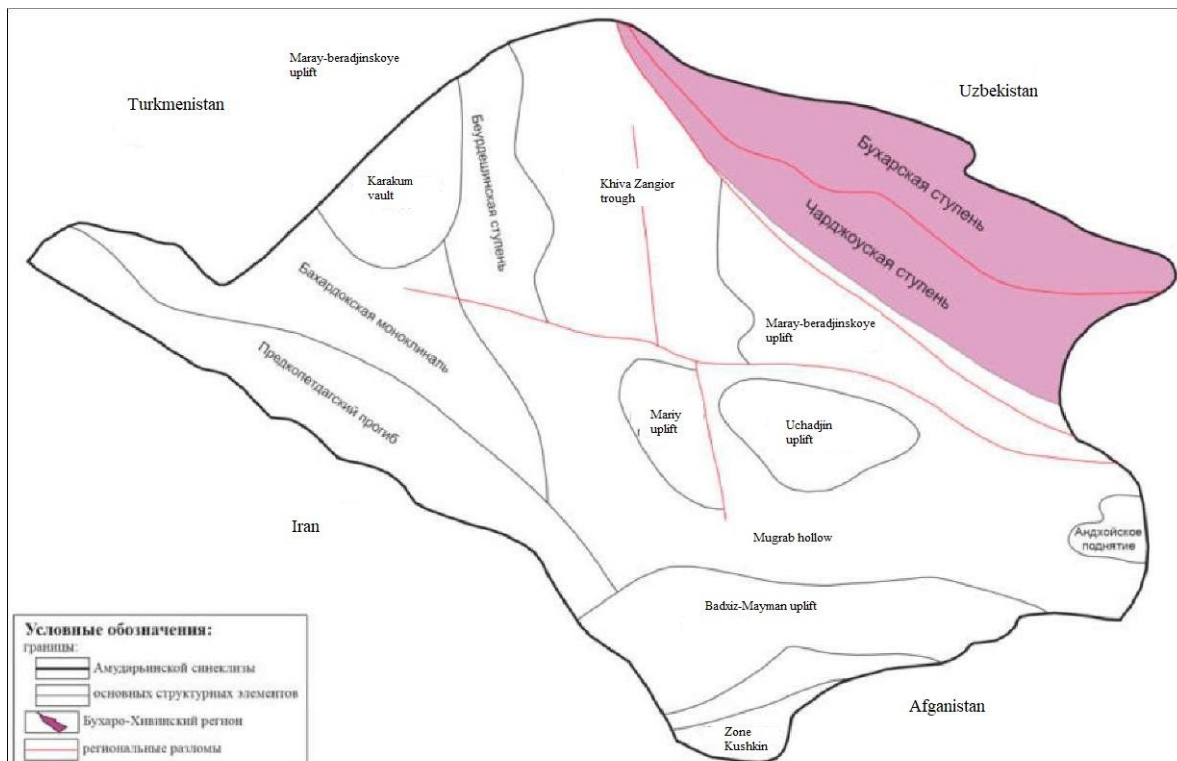 Maray-beradjinskoye
uplift
Turkmenistan
Uzbekistan
Karakum
vault
Беурдешинская ступень
Khiva Zangior
trough
Бухарская ступень
Чарджоуская ступень
Бахардокская моноклиналь
Предкопетдагский прогиб
Maray-beradjinskoye
uplift
Mariy
uplift
Uchadjin
uplift
Iran
Mugrab hollow
Андхойское
поднятие
Badxiz-Mayman uplift
Afganistan
Zone
Kushkin
Условные обозначения:
границы:
Амударьинской синеклизы
основных структурных элементов
Бухаро-Хивинский регион
региональные разломы